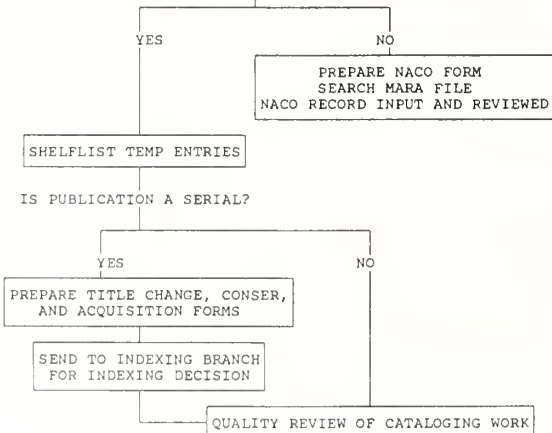 YES
NO
PREPARE NACO FORM
SEARCH MARA FILE
NACO RECORD INPUT AND REVIEWED
SHELFLIST TEMP ENTRIES
IS PUBLICATION A SERIAL?
YES
NO
PREPARE TITLE CHANGE, CONSER,
AND ACQUISITION FORMS
SEND TO INDEXING BRANCH
FOR INDEXING DECISION
QUALITY REVIEW OF CATALOGING WORK